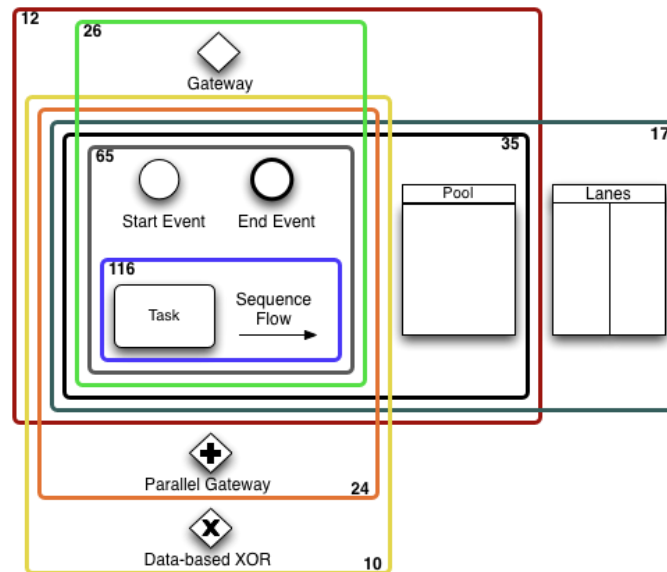 12
26
Gateway
17
35
65
Pool
Lanes
Start Event
End Event
116
Task
Sequence
Flow
Parallel Gateway
24
Data-based XOR
10